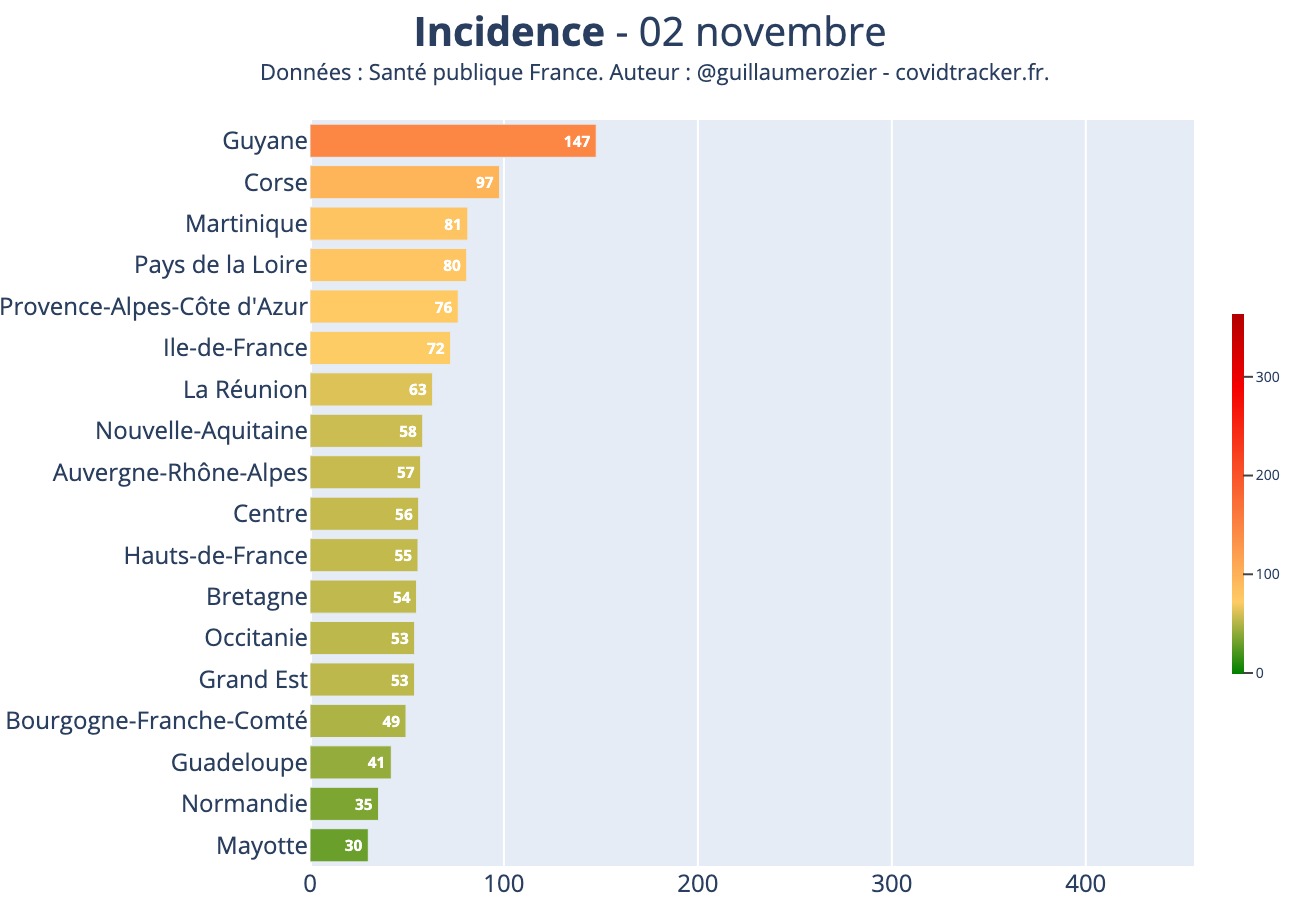 Incidence - 02 novembre
Données : Santé publique France. Auteur : @guillaumerozier - covidtracker.fr.
Guyane 147
Corse 97
Martinique 81
Pays de la Loire 80
Provence-Alpes-Côte d'Azur 76
Ile-de-France 72
La Réunion 63
Nouvelle-Aquitaine 58
Auvergne-Rhône-Alpes 57
Centre 56
Hauts-de-France 55
Bretagne 54
Occitanie 53
Grand Est 53
Bourgogne-Franche-Comté 49
Guadeloupe 41
Normandie 35
Mayotte 30
0 100 200 300 400
300
200
100
0